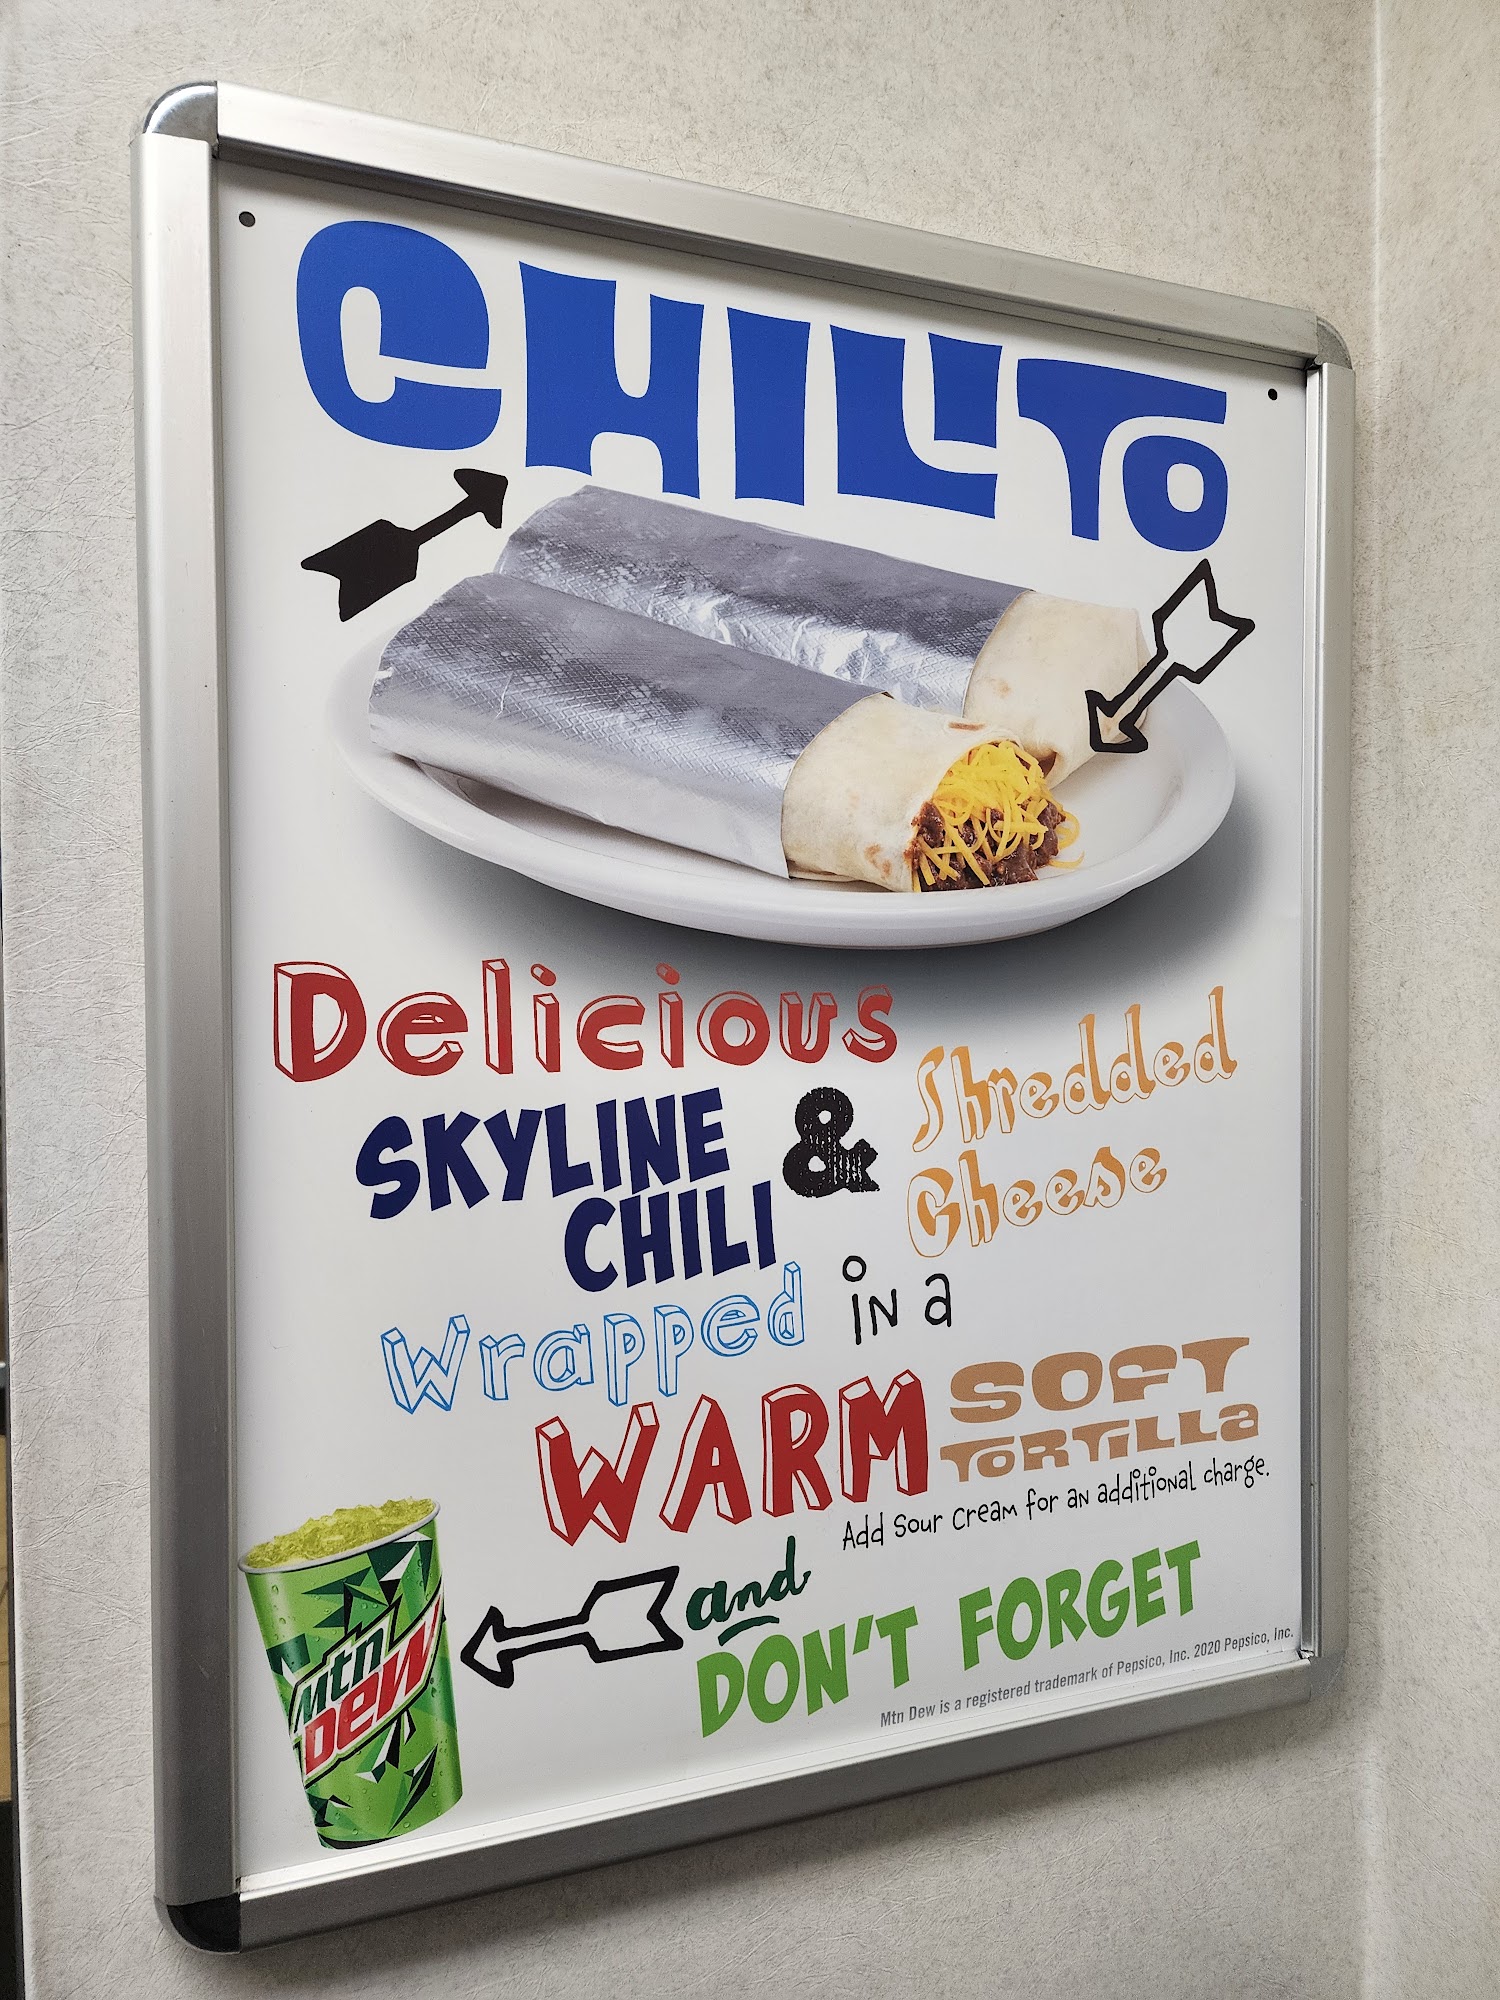 CHILITO
Delicious
SKYLINE CHILI & Shredded Cheese
Wrapped iN a
WARM SOFT TORTILLa
Add Sour Cream for an additional charge.
and
DON'T FORGET
Mtn DEW
Mtn Dew is a registered trademark of Pepsico, Inc. 2020 Pepsico, Inc.